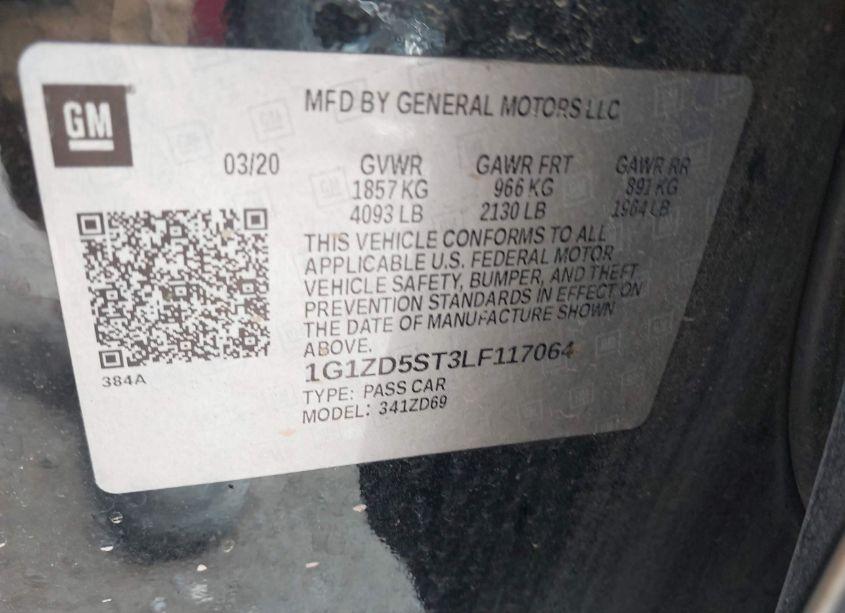 GM
MFD BY GENERAL MOTORS LLC
03/20 GVWR GAWR FRT GAWR RR
1857 KG 966 KG 891 KG
4093 LB 2130 LB 1964 LB
THIS VEHICLE CONFORMS TO ALL
APPLICABLE U.S. FEDERAL MOTOR
VEHICLE SAFETY, BUMPER, AND THEFT
PREVENTION STANDARDS IN EFFECT ON
THE DATE OF MANUFACTURE SHOWN
ABOVE.
384A
1G1ZD5ST3LF117064
TYPE: PASS CAR
MODEL: 341ZD69